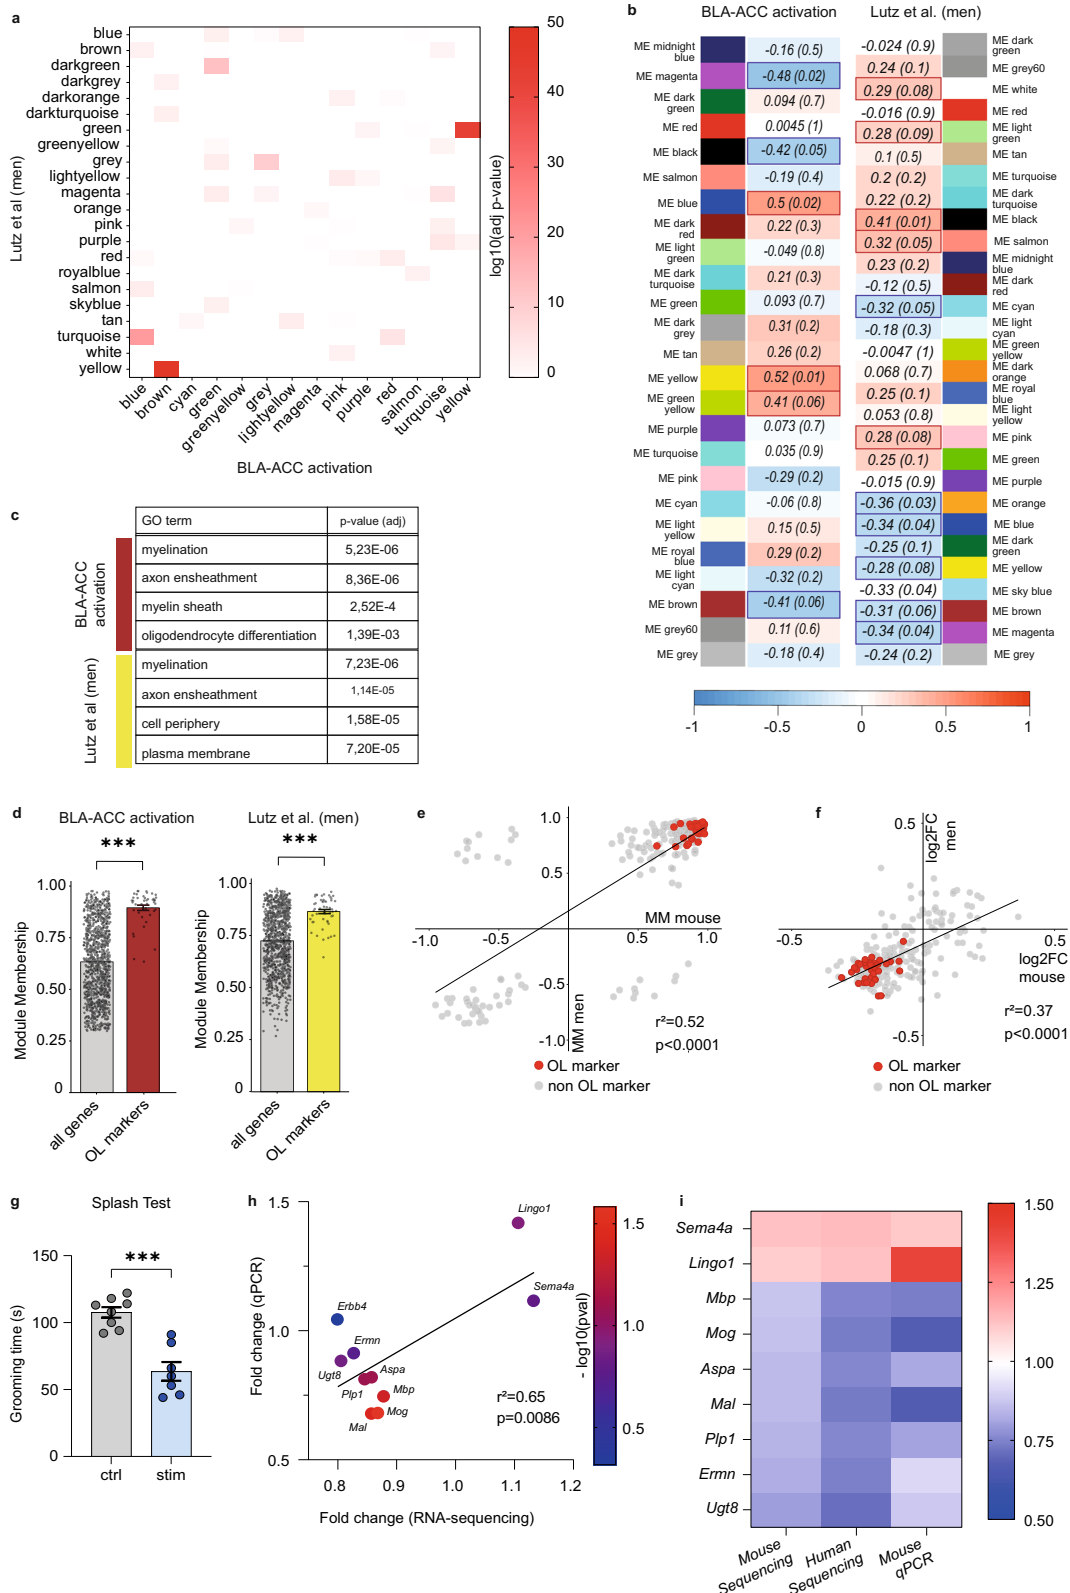 a
Lutz et al (men)
blue
brown
darkgreen
darkgrey
darkorange
darkturquoise
green
greenyellow
grey
lightyellow
magenta
orange
pink
purple
red
royalblue
salmon
skyblue
tan
turquoise
white
yellow
blue
brown
cyan
green
greenyellow
grey
lightyellow
magenta
pink
purple
red
salmon
turquoise
yellow
BLA-ACC activation
50
40
30
20
10
0
log10(adj p-value)
b
BLA-ACC activation
ME midnight blue -0.16 (0.5)
ME magenta -0.48 (0.02)
ME dark green 0.094 (0.7)
ME red 0.0045 (1)
ME black -0.42 (0.05)
ME salmon -0.19 (0.4)
ME blue 0.5 (0.02)
ME dark red 0.22 (0.3)
ME light green -0.049 (0.8)
ME dark turquoise 0.21 (0.3)
ME green 0.093 (0.7)
ME dark grey 0.31 (0.2)
ME tan 0.26 (0.2)
ME yellow 0.52 (0.01)
ME green yellow 0.41 (0.06)
ME purple 0.073 (0.7)
ME turquoise 0.035 (0.9)
ME pink -0.29 (0.2)
ME cyan -0.06 (0.8)
ME light yellow 0.15 (0.5)
ME royal blue 0.29 (0.2)
ME light cyan -0.32 (0.2)
ME brown -0.41 (0.06)
ME grey60 0.11 (0.6)
ME grey -0.18 (0.4)
Lutz et al. (men)
-0.024 (0.9) ME dark green
0.24 (0.1) ME grey60
0.29 (0.08) ME white
-0.016 (0.9) ME red
0.28 (0.09) ME light green
0.1 (0.5) ME tan
0.2 (0.2) ME turquoise
0.22 (0.2) ME dark turquoise
0.41 (0.01) ME black
0.32 (0.05) ME salmon
0.23 (0.2) ME midnight blue
-0.12 (0.5) ME dark red
-0.32 (0.05) ME cyan
-0.18 (0.3) ME light cyan
-0.0047 (1) ME green yellow
0.068 (0.7) ME dark orange
0.25 (0.1) ME royal blue
0.053 (0.8) ME light yellow
0.28 (0.08) ME pink
0.25 (0.1) ME green
-0.015 (0.9) ME purple
-0.36 (0.03) ME orange
-0.34 (0.04) ME blue
-0.25 (0.1) ME dark green
-0.28 (0.08) ME yellow
-0.33 (0.04) ME sky blue
-0.31 (0.06) ME brown
-0.34 (0.04) ME magenta
-0.24 (0.2) ME grey
-1 -0.5 0 0.5 1
c
BLA-ACC activation
Lutz et al (men)
GO term p-value (adj)
myelination 5,23E-06
axon ensheathment 8,36E-06
myelin sheath 2,52E-4
oligodendrocyte differentiation 1,39E-03
myelination 7,23E-06
axon ensheathment 1,14E-05
cell periphery 1,58E-05
plasma membrane 7,20E-05
d
BLA-ACC activation
***
Module Membership
1.00
0.75
0.50
0.25
0
all genes
OL markers
Lutz et al. (men)
***
Module Membership
1.00
0.75
0.50
0.25
0
all genes
OL markers
e
1.0
0.5
MM mouse
-1.0 -0.5 0.5 1.0
-0.5
-1.0
MM men
r²=0.52
p<0.0001
OL marker
non OL marker
f
0.5
log2FC men
-0.5 0.5
log2FC mouse
-0.5
r²=0.37
p<0.0001
OL marker
non OL marker
g
Splash Test
***
Grooming time (s)
150
100
50
0
ctrl stim
h
Fold change (qPCR)
1.5
1.0
0.5
Lingo1
Sema4a
Erbb4
Ermn
Ugt8
Aspa
Plp1
Mbp
Mal
Mog
r²=0.65
p=0.0086
0.8 0.9 1.0 1.1 1.2
Fold change (RNA-sequencing)
- log10(pval)
1.5
1.0
0.5
i
Sema4a
Lingo1
Mbp
Mog
Aspa
Mal
Plp1
Ermn
Ugt8
Mouse Sequencing
Human Sequencing
Mouse qPCR
1.50
1.25
1.00
0.75
0.50